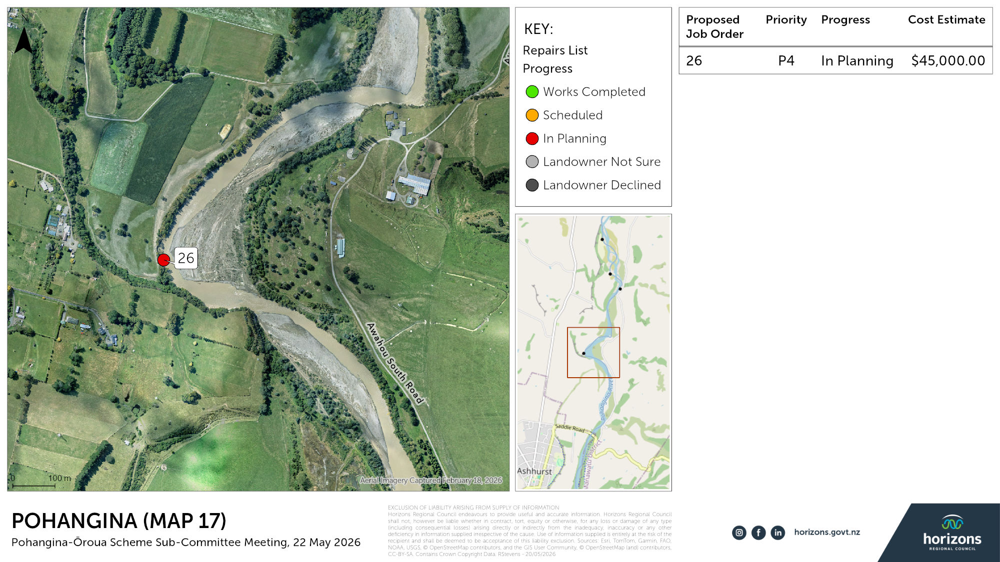 N
26
Awahou South Road
0 100 m
Aerial Imagery Captured February 18, 2026
KEY:
Repairs List
Progress
Works Completed
Scheduled
In Planning
Landowner Not Sure
Landowner Declined
Pohangina River
Saddle Road
Ashhurst
Manawatū District
Proposed Job Order Priority Progress Cost Estimate
26 P4 In Planning $45,000.00
POHANGINA (MAP 17)
Pohangina-Ōroua Scheme Sub-Committee Meeting, 22 May 2026
EXCLUSION OF LIABILITY ARISING FROM SUPPLY OF INFORMATION
Horizons Regional Council endeavours to provide useful and accurate information. Horizons Regional Council
shall not, however be liable whether in contract, tort, equity or otherwise, for any loss or damage of any type
(including consequential losses) arising directly or indirectly from the inadequacy, inaccuracy or any other
deficiency in information supplied irrespective of the cause. Use of information supplied is entirely at the risk of the
recipient and shall be deemed to be acceptance of this liability exclusion. Sources: Esri, TomTom, Garmin, FAO,
NOAA, USGS, © OpenStreetMap contributors, and the GIS User Community, © OpenStreetMap (and) contributors,
CC-BY-SA. Contains Crown Copyright Data. RStevens - 20/05/2026
horizons.govt.nz
horizons
REGIONAL COUNCIL